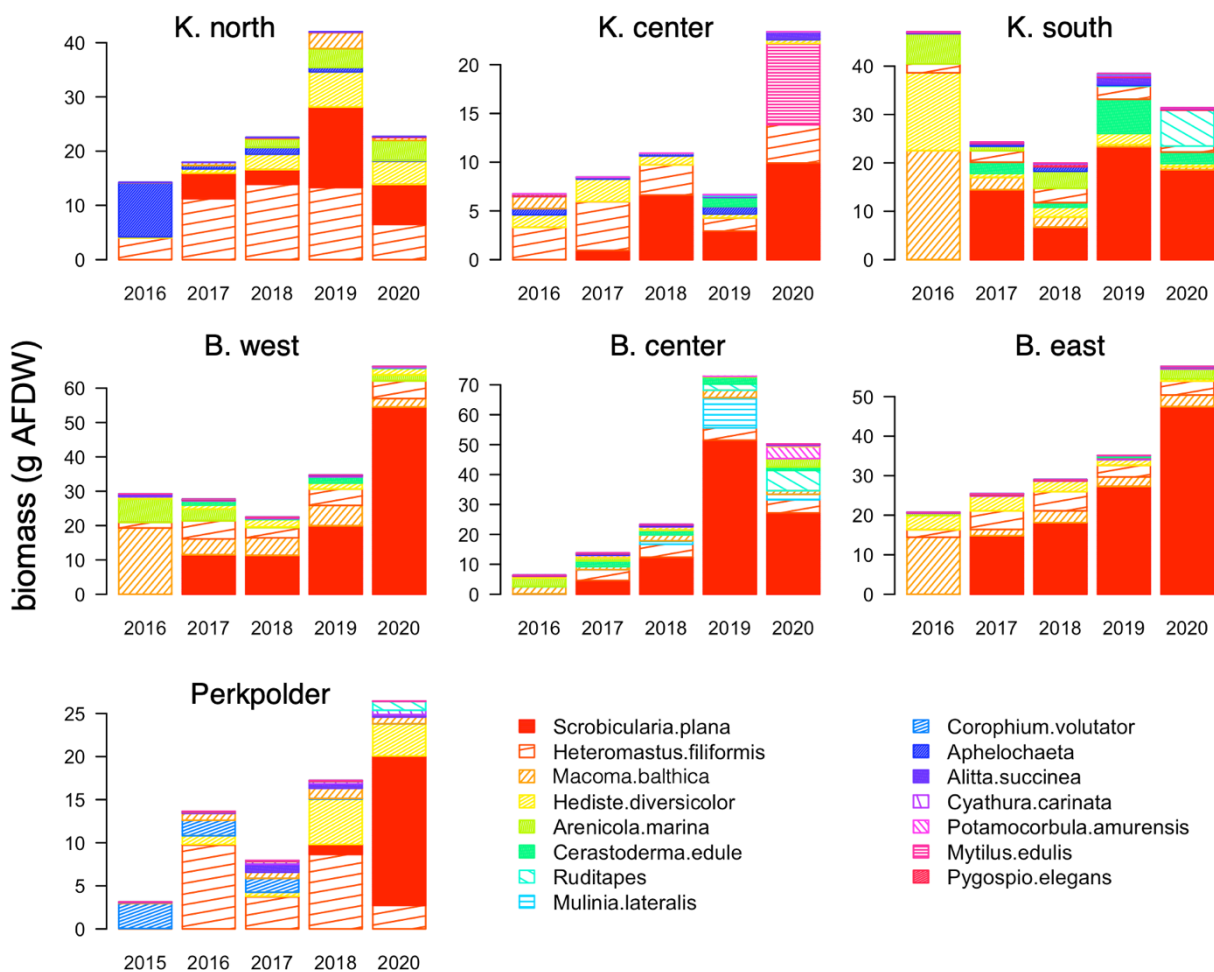 K. north
K. center
K. south
40
30
20
10
0
2016 2017 2018 2019 2020
20
15
10
5
0
2016 2017 2018 2019 2020
40
30
20
10
0
2016 2017 2018 2019 2020
biomass (g AFDW)
B. west
B. center
B. east
60
50
40
30
20
10
0
2016 2017 2018 2019 2020
70
60
50
40
30
20
10
0
2016 2017 2018 2019 2020
50
40
30
20
10
0
2016 2017 2018 2019 2020
Perkpolder
25
20
15
10
5
0
2015 2016 2017 2018 2020
Scrobicularia.plana
Heteromastus.filiformis
Macoma.balthica
Hediste.diversicolor
Arenicola.marina
Cerastoderma.edule
Ruditapes
Mulinia.lateralis
Corophium.volutator
Aphelochaeta
Alitta.succinea
Cyathura.carinata
Potamocorbula.amurensis
Mytilus.edulis
Pygospio.elegans